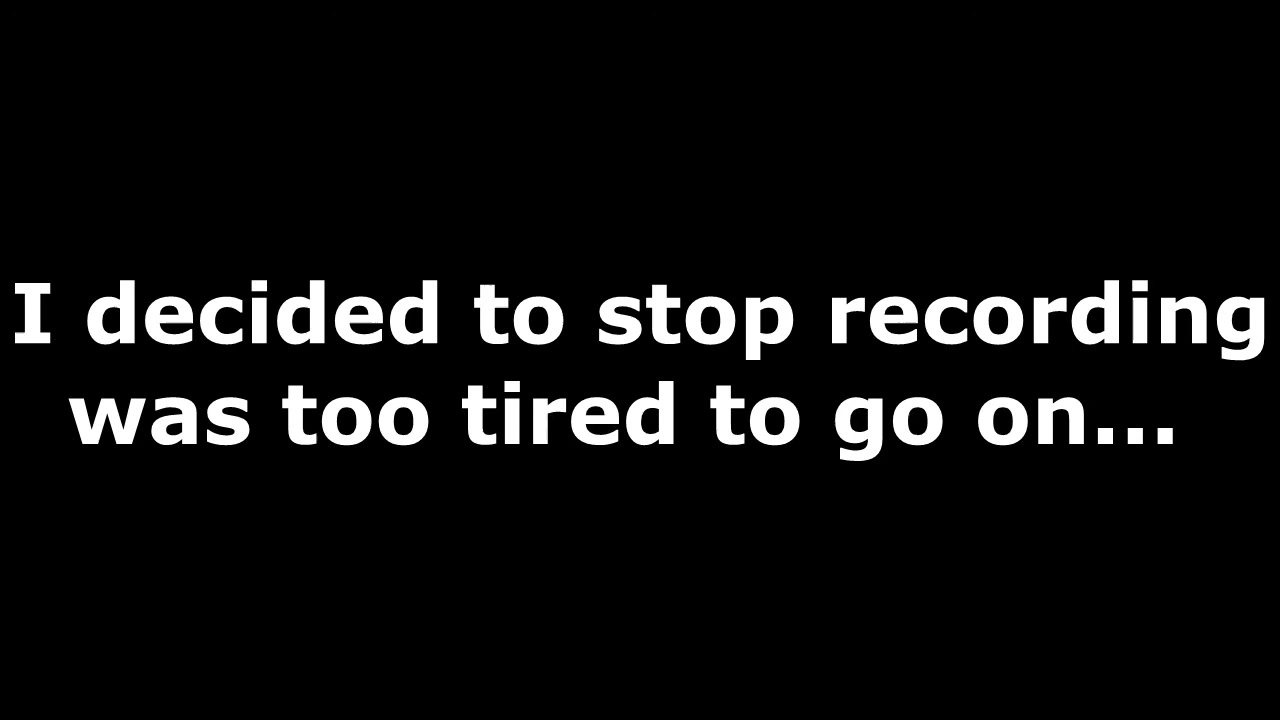 I decided to stop recording
was too tired to go on...